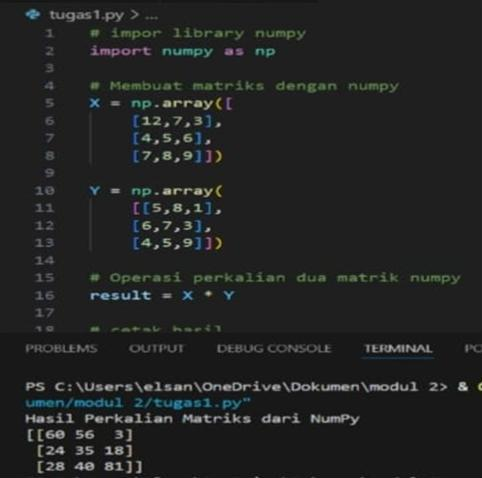 tugas1.py > ...
1 # impor library numpy
2 import numpy as np
3
4 # Membuat matriks dengan numpy
5 X = np.array([
6 [12,7,3],
7 [4,5,6],
8 [7,8,9]])
9
10 Y = np.array(
11 [[5,8,1],
12 [6,7,3],
13 [4,5,9]])
14
15 # Operasi perkalian dua matrik numpy
16 result = X * Y
17
18 # cetak hasil
PROBLEMS OUTPUT DEBUG CONSOLE TERMINAL PO
PS C:\Users\elsan\OneDrive\Dokumen\modul 2> &
umen/modul 2/tugas1.py"
Hasil Perkalian Matriks dari NumPy
[[60 56 3]
[24 35 18]
[28 40 81]]